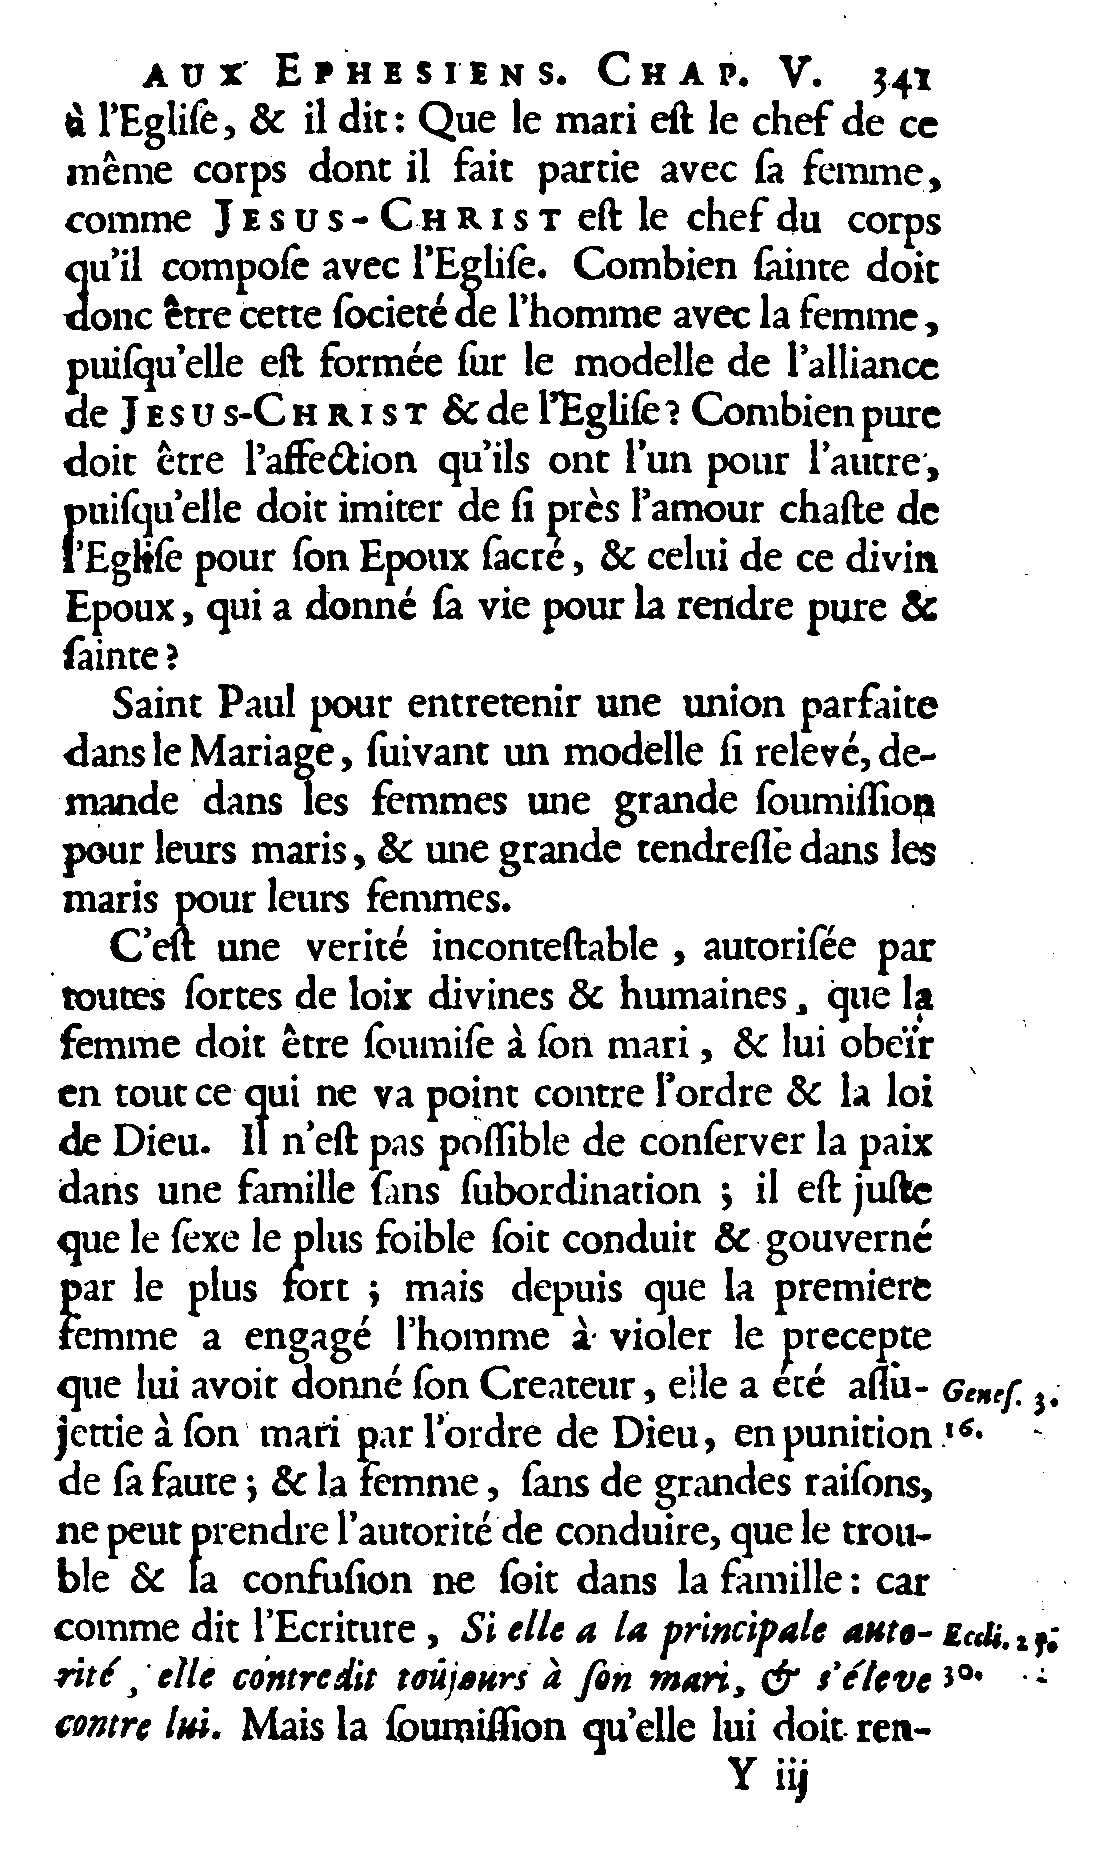 AUX EPHESIENS. CHAP. V. 341
à l'Egliſe, & il dit: Que le mari eſt le chef de ce
même corps dont il fait partie avec ſa femme,
comme JESUS-CHRIST eſt le chef du corps
qu'il compoſe avec l'Egliſe. Combien ſainte doit
donc être cette ſocieté de l'homme avec la femme,
puiſqu'elle eſt formée ſur le modelle de l'alliance
de JESUS-CHRIST & de l'Egliſe? Combien pure
doit être l'affection qu'ils ont l'un pour l'autre,
puiſqu'elle doit imiter de ſi près l'amour chaſte de
l'Egliſe pour ſon Epoux ſacré, & celui de ce divin
Epoux, qui a donné ſa vie pour la rendre pure &
ſainte?
Saint Paul pour entretenir une union parfaite
dans le Mariage, ſuivant un modelle ſi relevé, de-
mande dans les femmes une grande ſoumiſſion
pour leurs maris, & une grande tendreſſe dans les
maris pour leurs femmes.
C'eſt une verité inconteſtable, autoriſée par
toutes ſortes de loix divines & humaines, que la
femme doit être ſoumiſe à ſon mari, & lui obeïr
en tout ce qui ne va point contre l'ordre & la loi
de Dieu. Il n'eſt pas poſſible de conſerver la paix
dans une famille ſans ſubordination; il eſt juſte
que le ſexe le plus foible ſoit conduit & gouverné
par le plus fort; mais depuis que la premiere
femme a engagé l'homme à violer le precepte
que lui avoit donné ſon Createur, elle a été aſſu- Geneſ. 3.
jettie à ſon mari par l'ordre de Dieu, en punition 16.
de ſa faute; & la femme, ſans de grandes raiſons,
ne peut prendre l'autorité de conduire, que le trou-
ble & la confuſion ne ſoit dans la famille: car
comme dit l'Ecriture, Si elle a la principale auto- Eccli. 25.
rité, elle contredit toûjours à ſon mari, & s'éleve 30.
contre lui. Mais la ſoumiſſion qu'elle lui doit ren-
Y iij